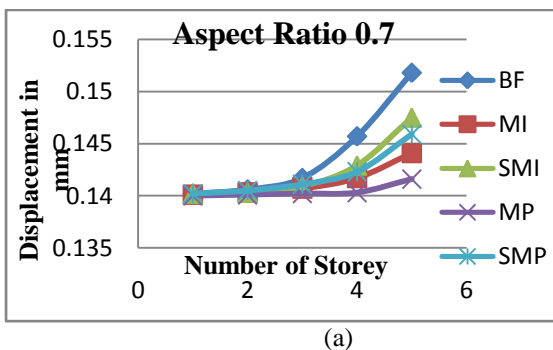 Aspect Ratio 0.7
Displacement in
mm
0.155
0.15
0.145
0.14
0.135
0
2
4
6
Number of Storey
BF
MI
SMI
MP
SMP
(a)